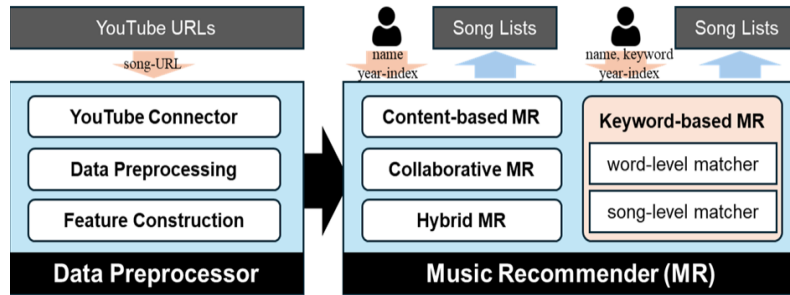 YouTube URLs
song-URL
YouTube Connector
Data Preprocessing
Feature Construction
Data Preprocessor
name
year-index
Song Lists
name, keyword
year-index
Song Lists
Content-based MR
Collaborative MR
Hybrid MR
Keyword-based MR
word-level matcher
song-level matcher
Music Recommender (MR)